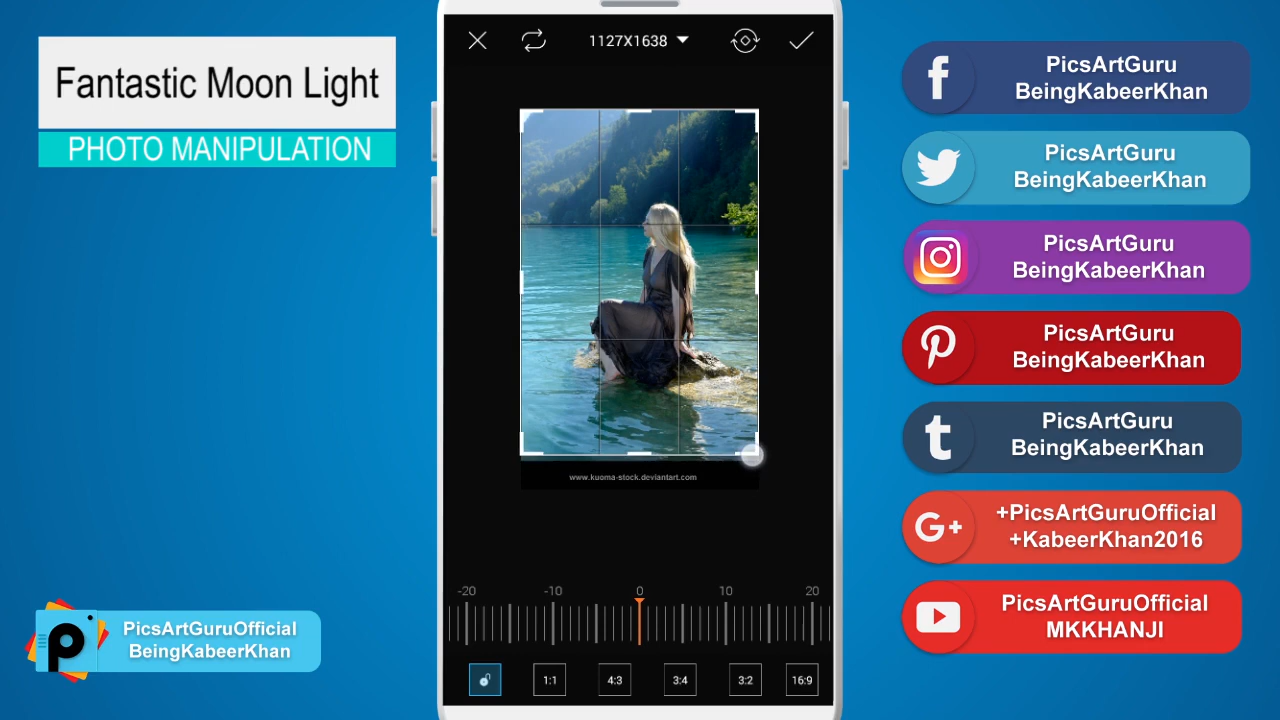 Fantastic Moon Light
PHOTO MANIPULATION
1127X1638
www.kuoma-stock.deviantart.com
-20 -10 0 10 20
1:1 4:3 3:4 3:2 16:9
PicsArtGuru
BeingKabeerKhan
PicsArtGuru
BeingKabeerKhan
PicsArtGuru
BeingKabeerKhan
PicsArtGuru
BeingKabeerKhan
PicsArtGuru
BeingKabeerKhan
+PicsArtGuruOfficial
+KabeerKhan2016
PicsArtGuruOfficial
MKKHANJI
PicsArtGuruOfficial
BeingKabeerKhan